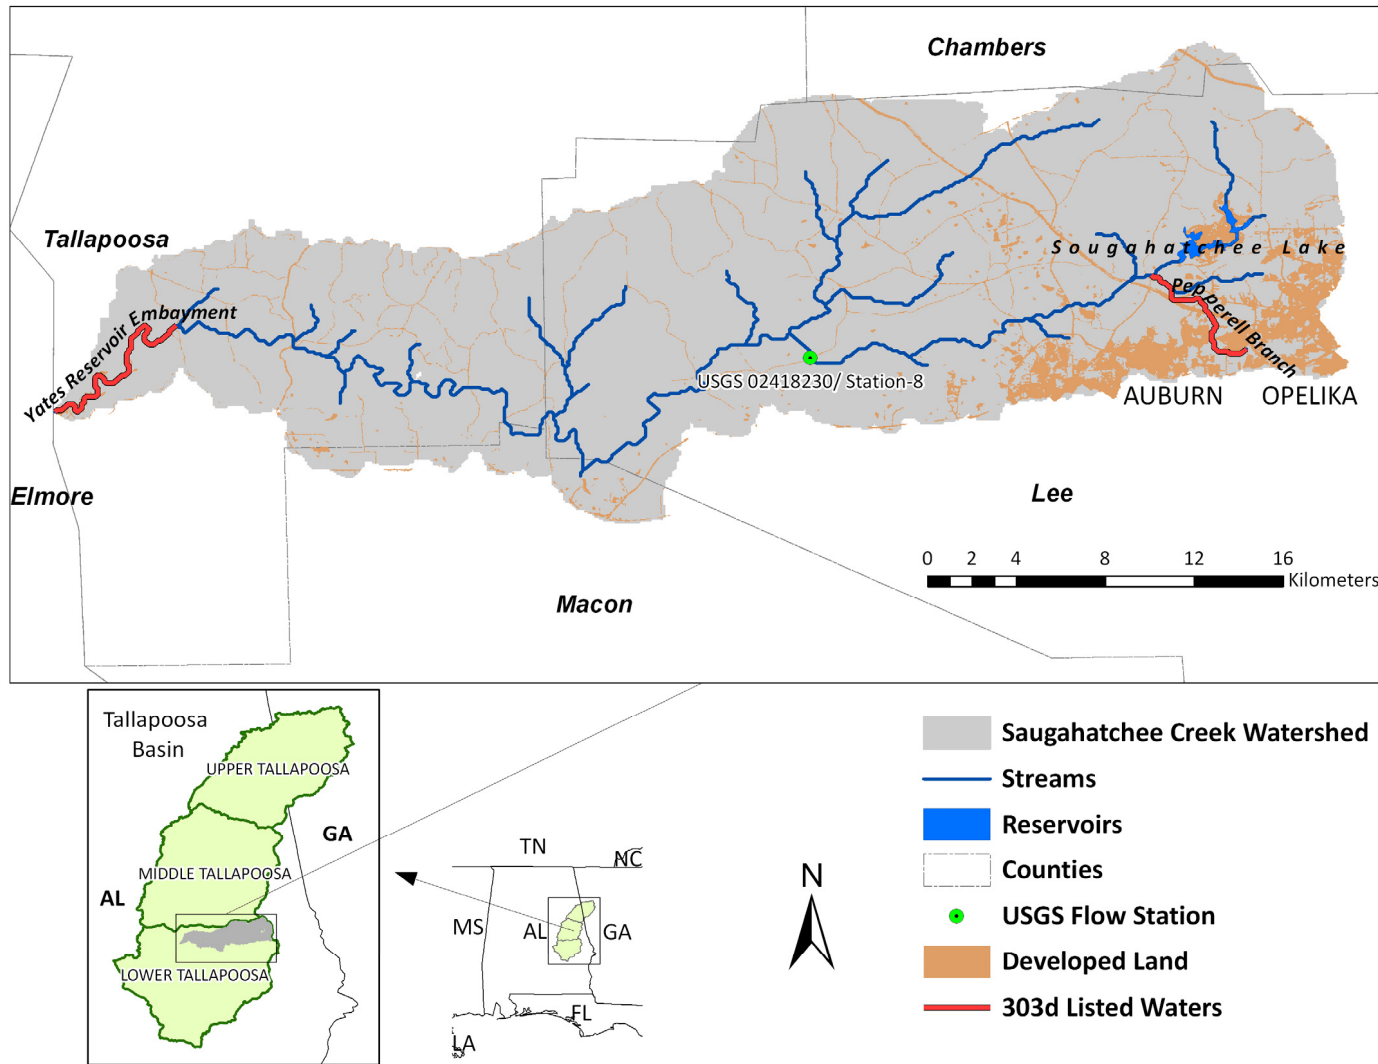 Chambers
Tallapoosa
Sougahatchee Lake
Yates Reservoir Embayment
Pepperell Branch
USGS 02418230/ Station-8
AUBURN
OPELIKA
Elmore
Lee
0 2 4 8 12 16
Kilometers
Macon
Tallapoosa
Basin
UPPER TALLAPOOSA
GA
MIDDLE TALLAPOOSA
AL
LOWER TALLAPOOSA
TN
NC
MS
AL
GA
FL
LA
N
Saugahatchee Creek Watershed
Streams
Reservoirs
Counties
USGS Flow Station
Developed Land
303d Listed Waters